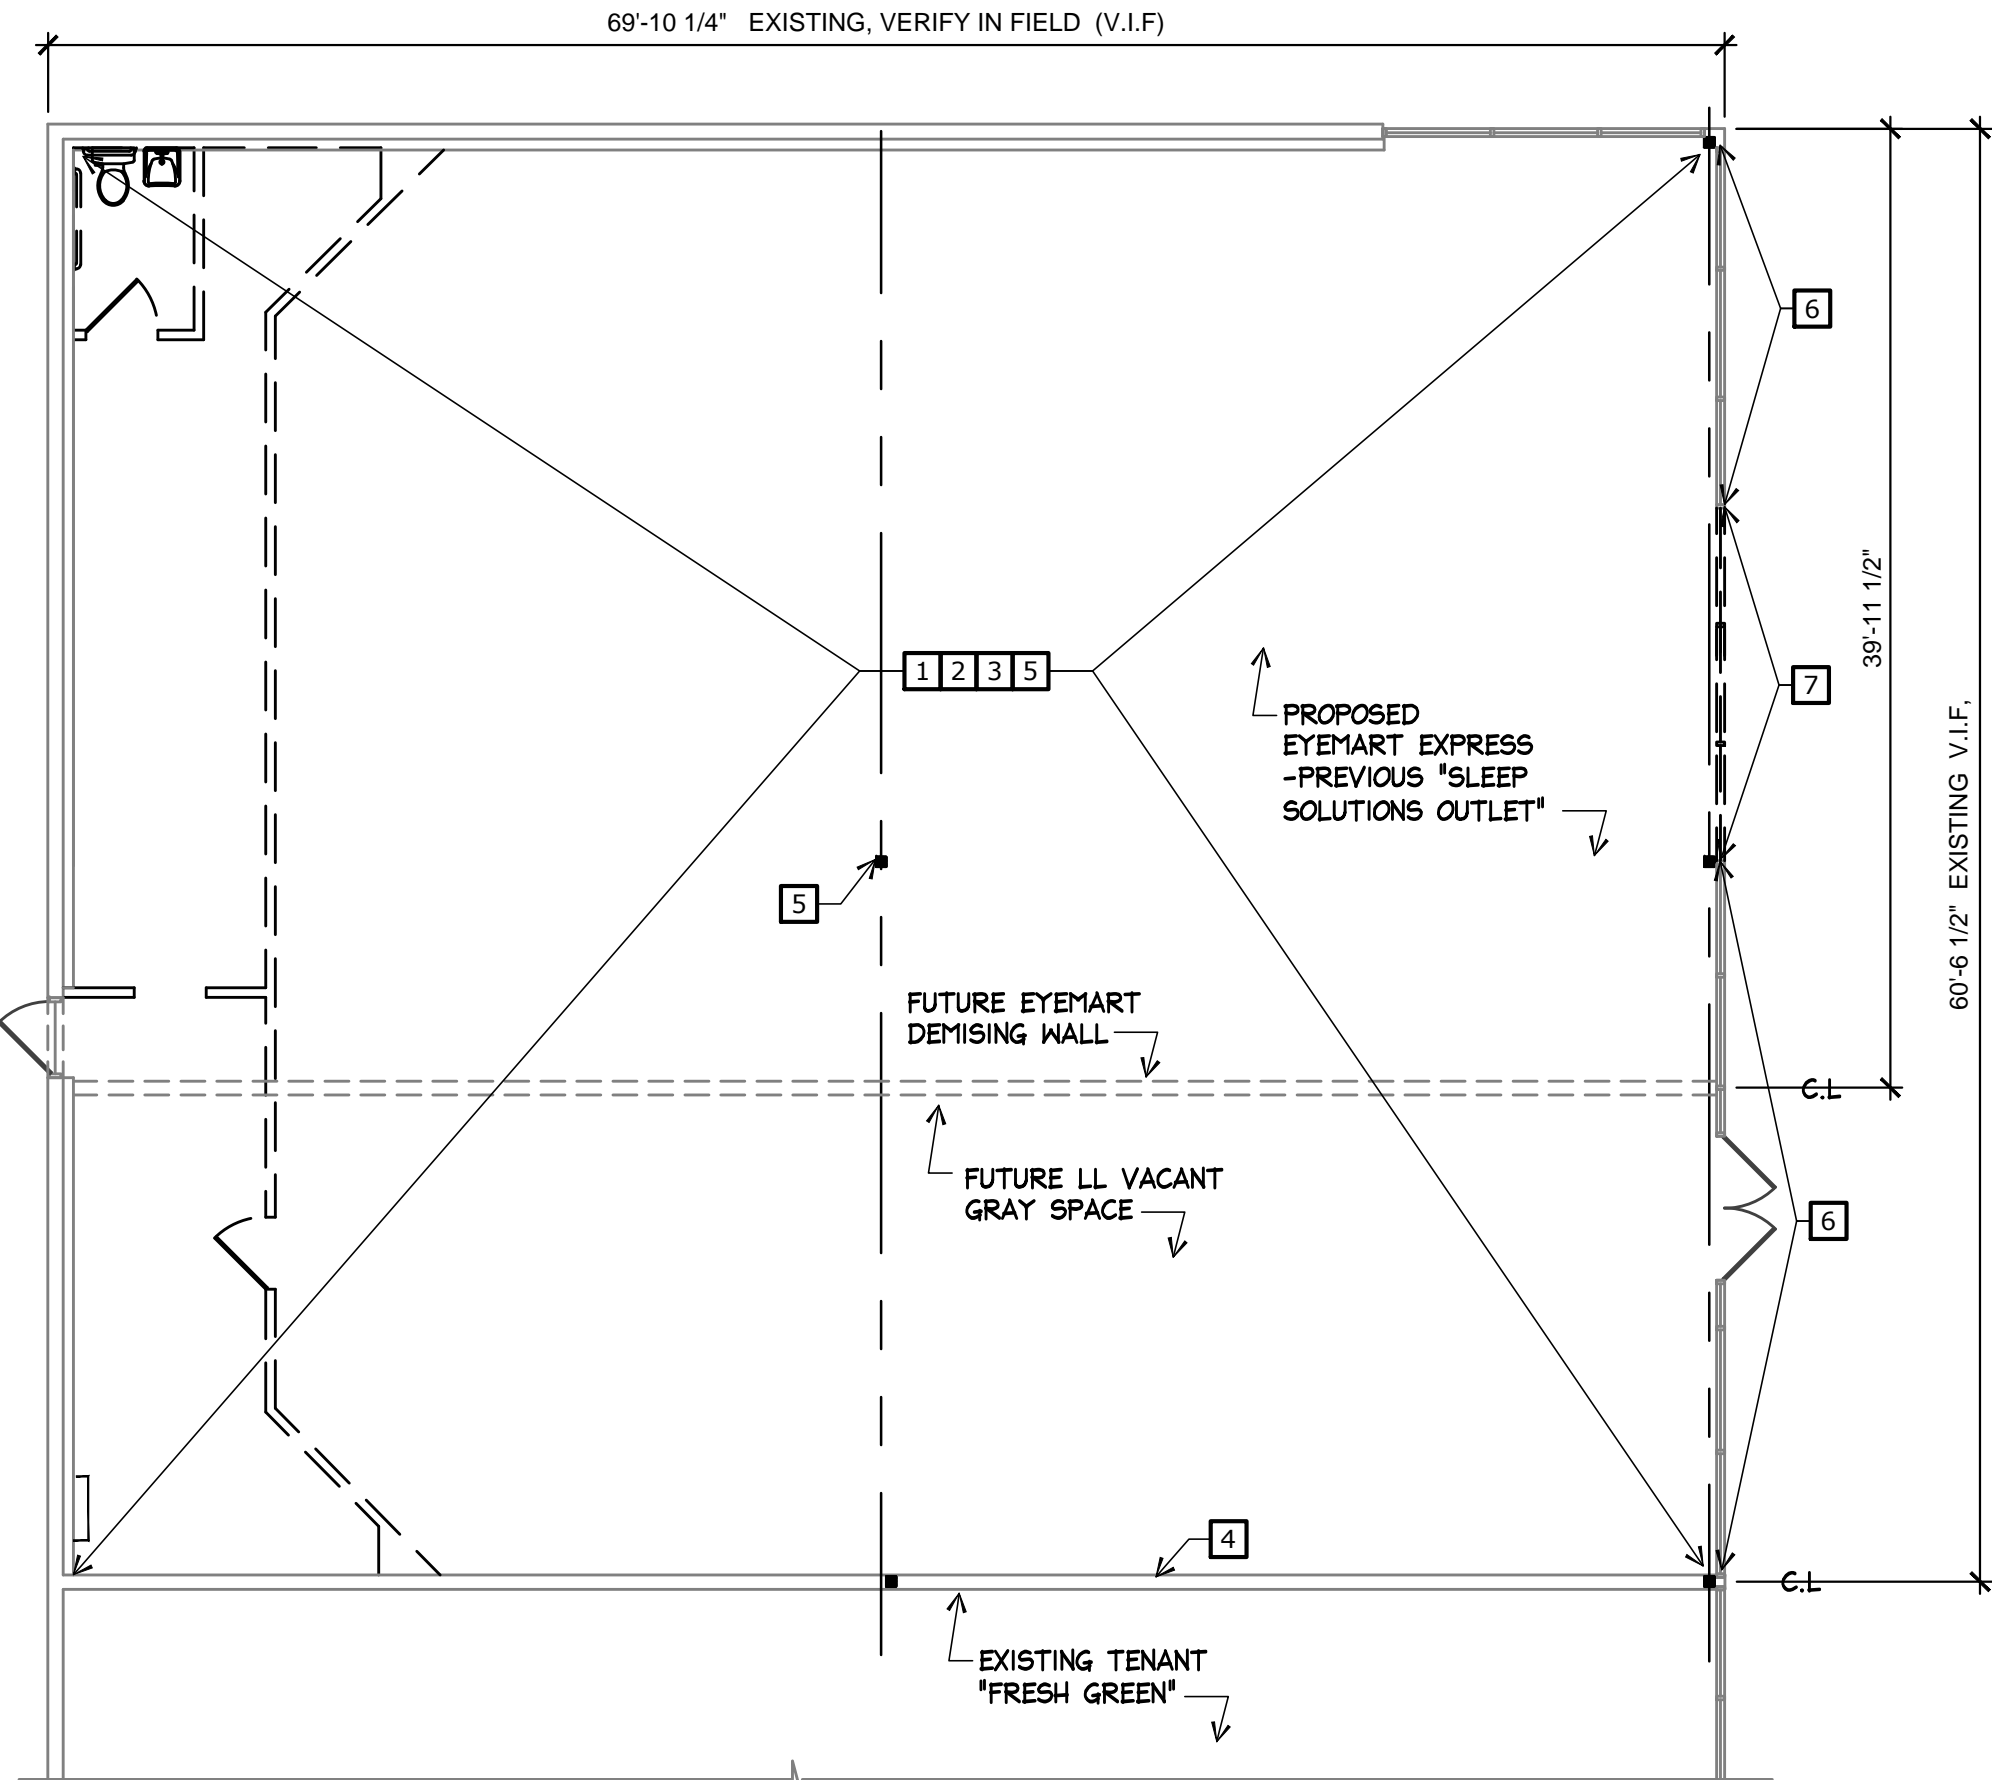 69'-10 1/4" EXISTING, VERIFY IN FIELD (V.I.F)
6
39'-11 1/2"
60'-6 1/2" EXISTING V.I.F,
1 2 3 5
7
PROPOSED
EYEMART EXPRESS
-PREVIOUS "SLEEP
SOLUTIONS OUTLET"
5
FUTURE EYEMART
DEMISING WALL
C.L
FUTURE LL VACANT
GRAY SPACE
6
4
C.L
EXISTING TENANT
"FRESH GREEN"